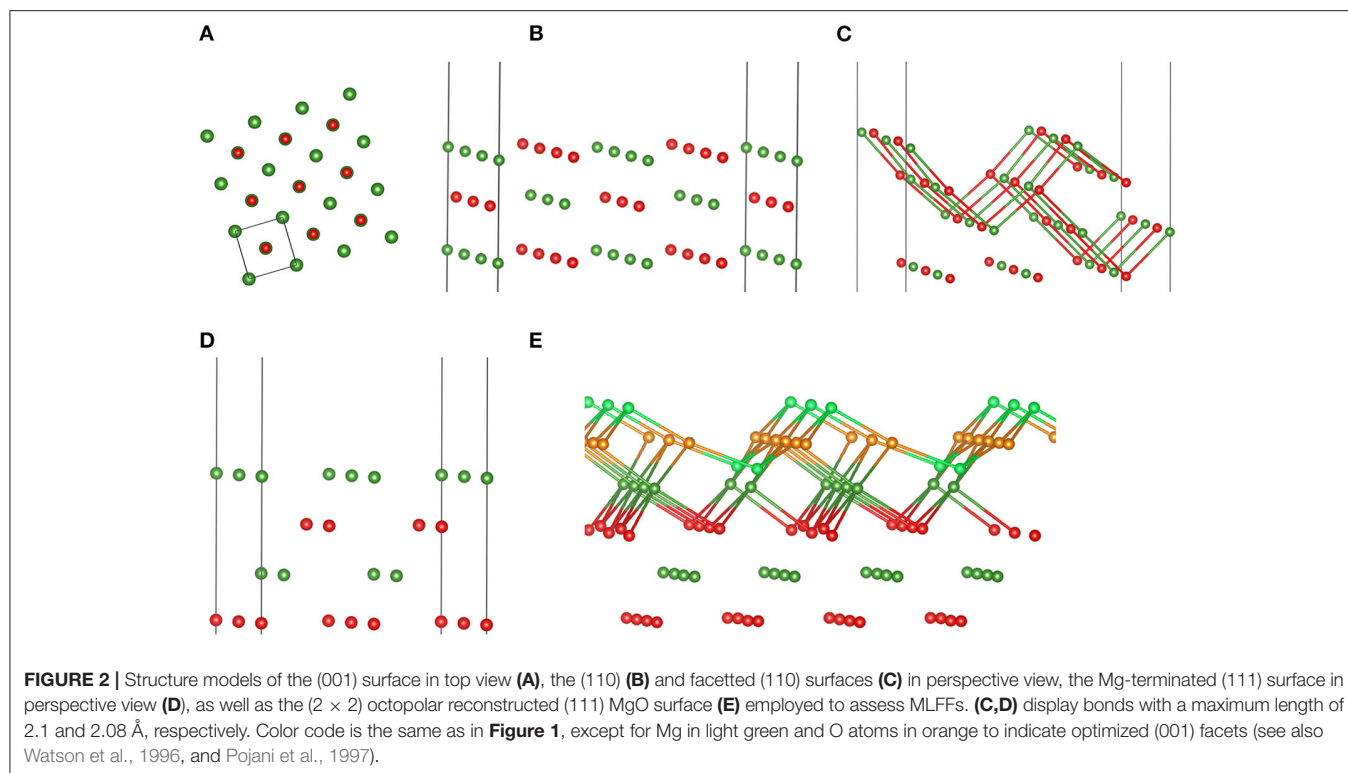 A
B
C
D
E
FIGURE 2 | Structure models of the (001) surface in top view (A), the (110) (B) and facetted (110) surfaces (C) in perspective view, the Mg-terminated (111) surface in
perspective view (D), as well as the (2 × 2) octopolar reconstructed (111) MgO surface (E) employed to assess MLFFs. (C,D) display bonds with a maximum length of
2.1 and 2.08 Å, respectively. Color code is the same as in Figure 1, except for Mg in light green and O atoms in orange to indicate optimized (001) facets (see also
Watson et al., 1996, and Pojani et al., 1997).